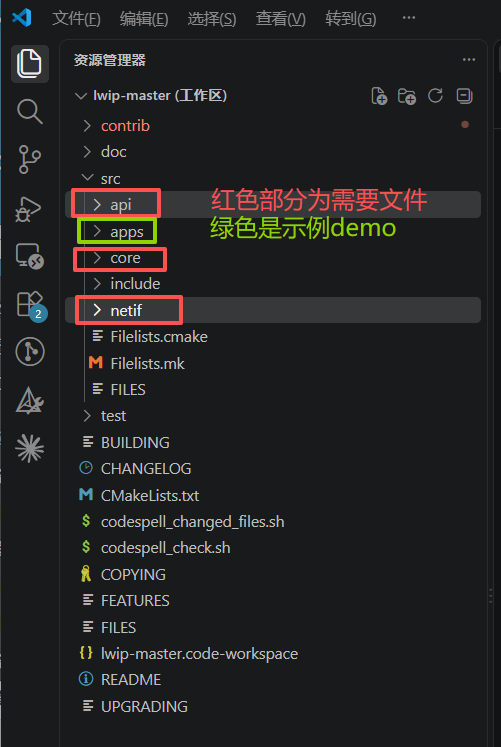 文件(F) 编辑(E) 选择(S) 查看(V) 转到(G) ···
资源管理器 ···
lwip-master (工作区)
contrib
doc
src
api
红色部分为需要文件
apps
绿色是示例demo
core
include
netif
Filelists.cmake
Filelists.mk
FILES
test
BUILDING
CHANGELOG
CMakeLists.txt
codespell_changed_files.sh
codespell_check.sh
COPYING
FEATURES
FILES
lwip-master.code-workspace
README
UPGRADING
2